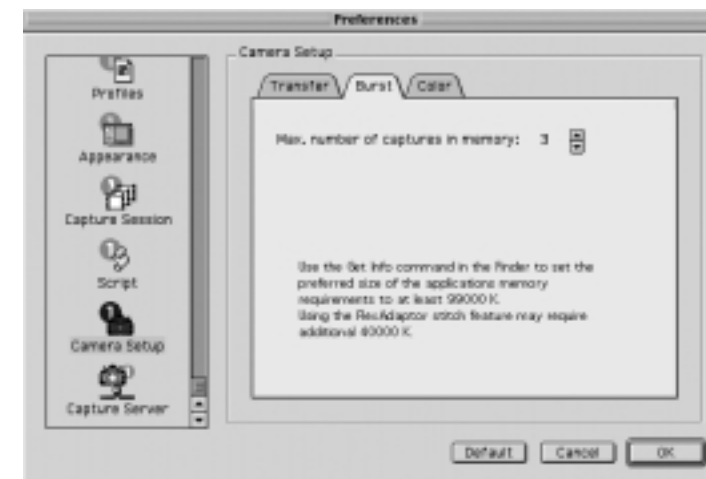 Preferences
Profiles
Appearance
Capture Session
Script
Camera Setup
Capture Server
Camera Setup
Transfer
Burst
Color
Max. number of captures in memory: 3
Use the Get Info command in the Finder to set the
preferred size of the applications memory
requirements to at least 99000 K.
Using the FlexAdaptor stitch feature may require
additional 40000 K.
Default
Cancel
OK